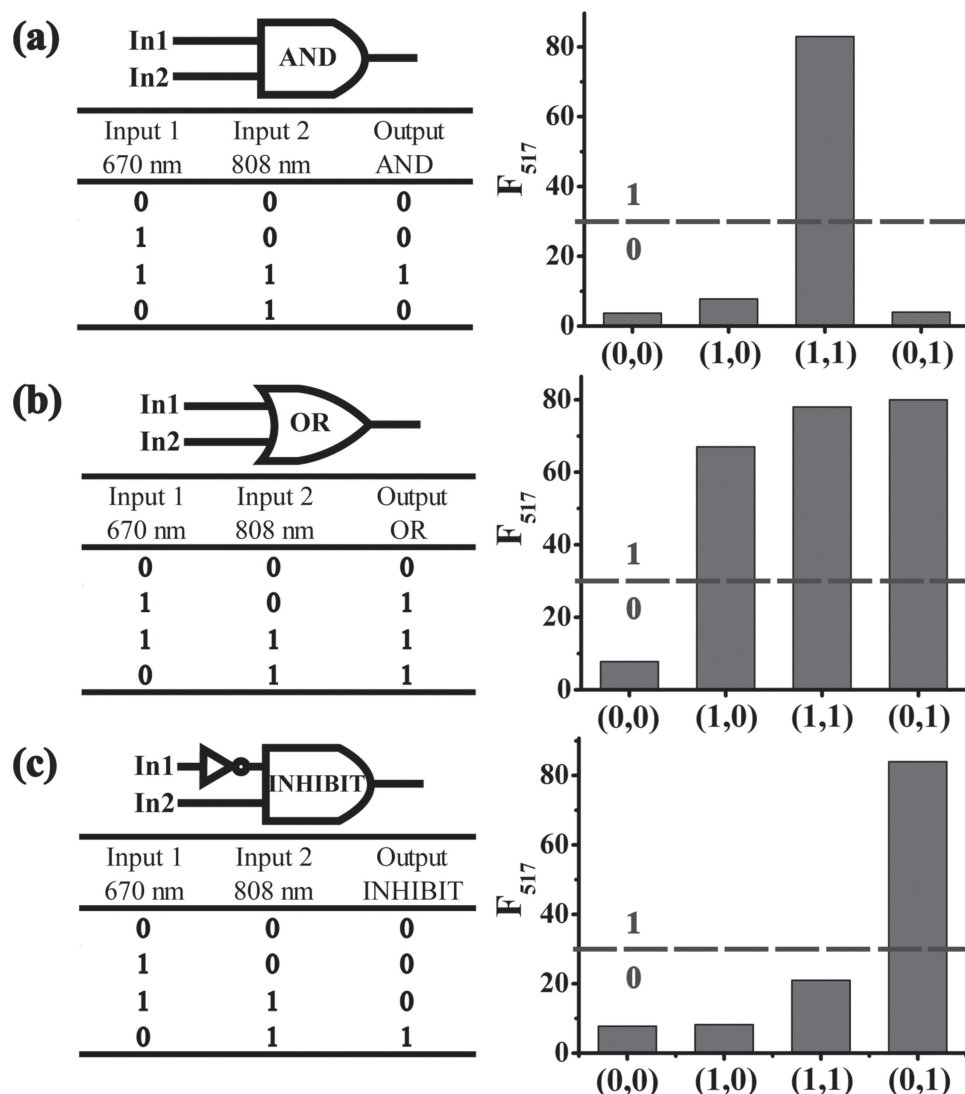 (a)
In1
In2
AND
Input 1 Input 2 Output
670 nm 808 nm AND
0 0 0
1 0 0
1 1 1
0 1 0
F517
80
60
40
20
0
1
0
(0,0) (1,0) (1,1) (0,1)
(b)
In1
In2
OR
Input 1 Input 2 Output
670 nm 808 nm OR
0 0 0
1 0 1
1 1 1
0 1 1
F517
80
60
40
20
0
1
0
(0,0) (1,0) (1,1) (0,1)
(c)
In1
In2
INHIBIT
Input 1 Input 2 Output
670 nm 808 nm INHIBIT
0 0 0
1 0 0
1 1 0
0 1 1
F517
80
60
40
20
0
1
0
(0,0) (1,0) (1,1) (0,1)